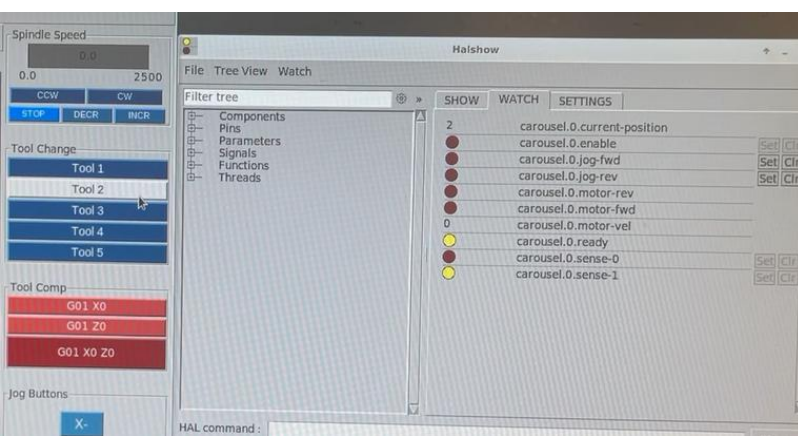 Spindle Speed
0.0
0.0 2500
CCW CW
STOP DECR INCR
Tool Change
Tool 1
Tool 2
Tool 3
Tool 4
Tool 5
Tool Comp
G01 X0
G01 Z0
G01 X0 Z0
Jog Buttons
X-
Halshow
File Tree View Watch
Filter tree
Components
Pins
Parameters
Signals
Functions
Threads
HAL command :
SHOW WATCH SETTINGS
2 carousel.0.current-position
carousel.0.enable Set Cl
carousel.0.jog-fwd Set Clr
carousel.0.jog-rev Set Clr
carousel.0.motor-rev
carousel.0.motor-fwd
0 carousel.0.motor-vel
carousel.0.ready
carousel.0.sense-0 Set Clr
carousel.0.sense-1 Set Clr